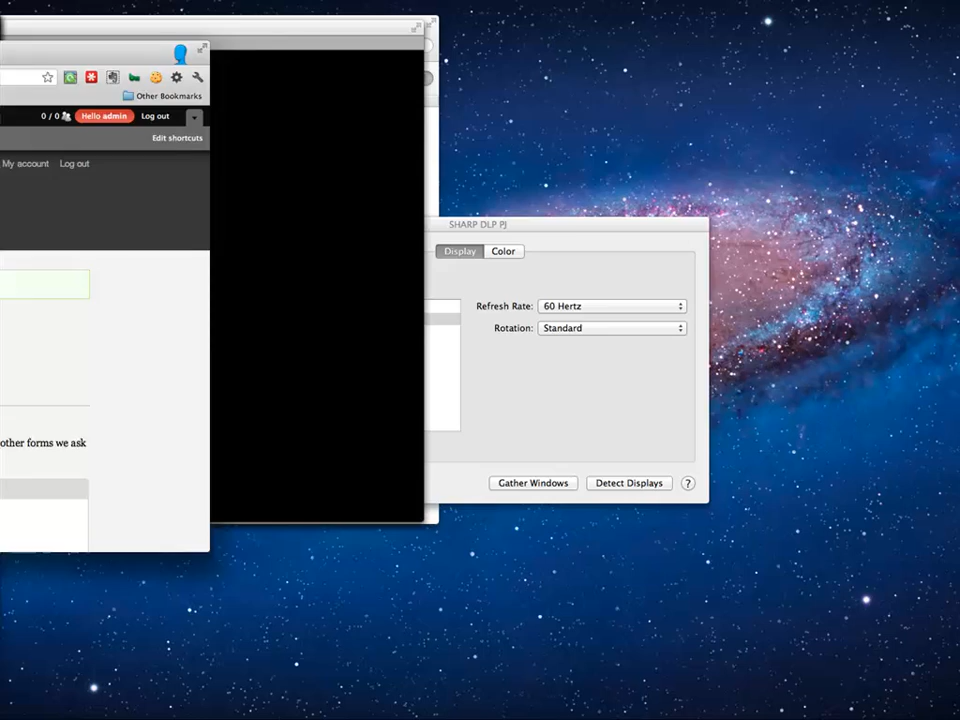 Other Bookmarks
0 / 0 Hello admin Log out
Edit shortcuts
My account Log out
other forms we ask
SHARP DLP PJ
Display Color
Refresh Rate: 60 Hertz
Rotation: Standard
Gather Windows Detect Displays ?